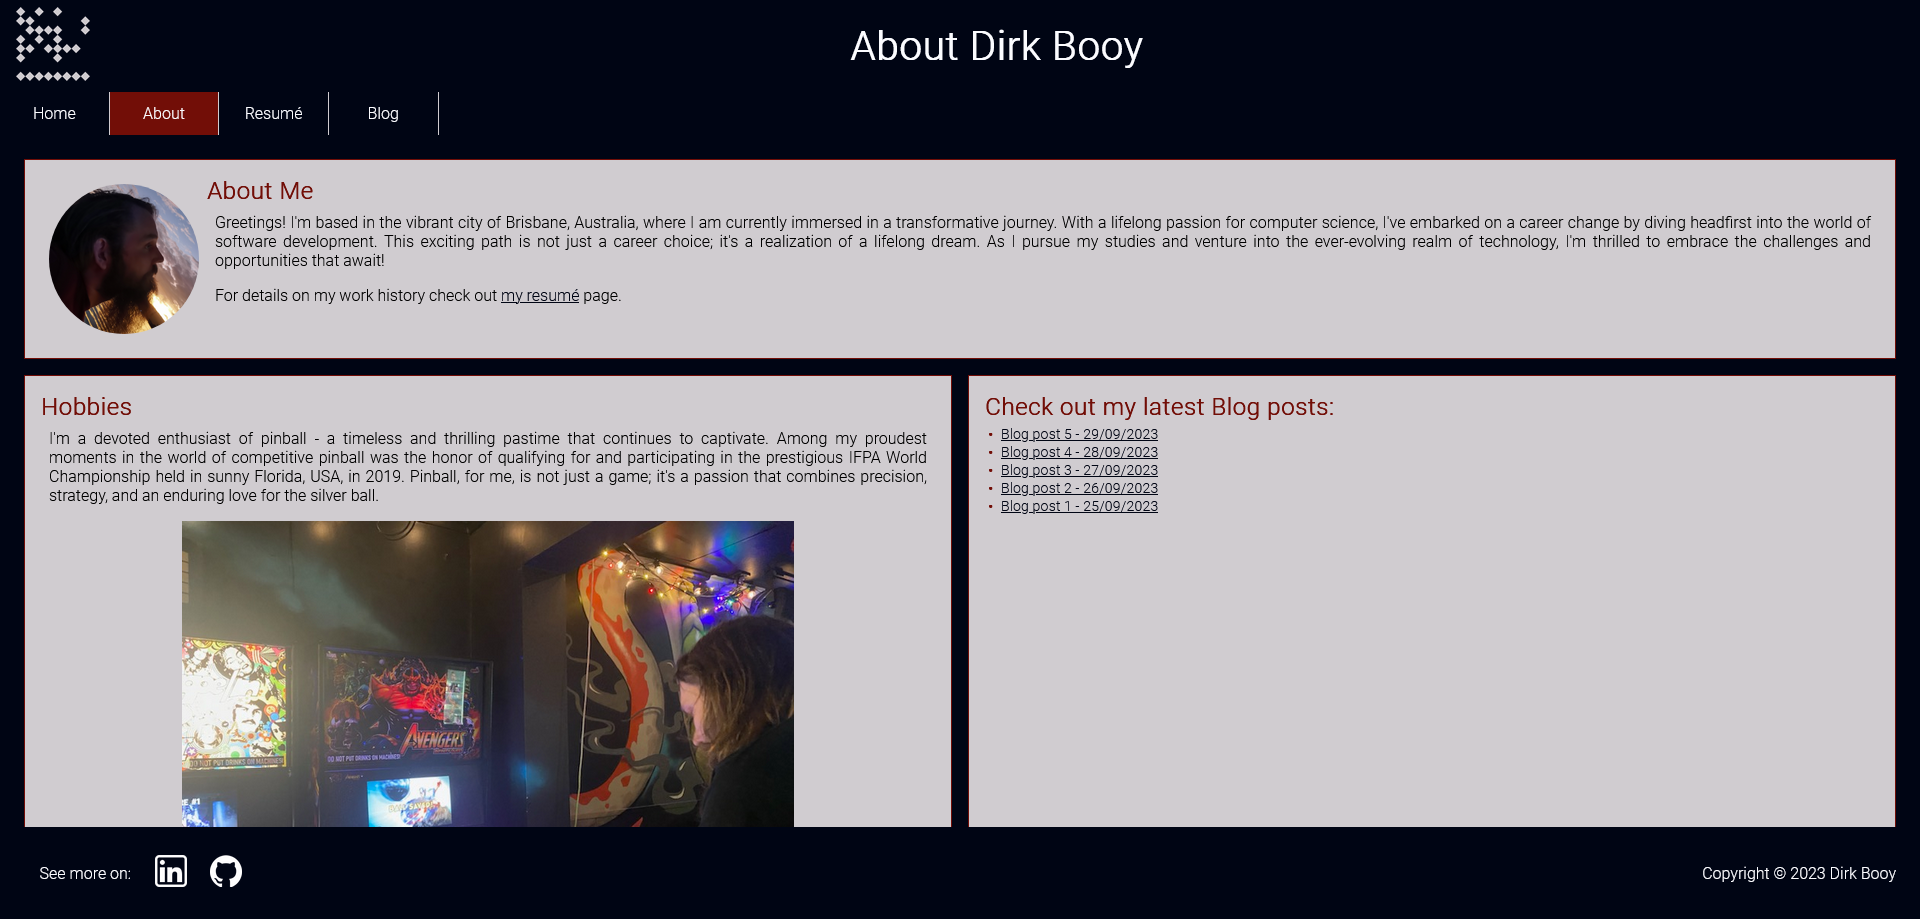 About Dirk Booy
Home
About
Resumé
Blog
About Me
Greetings! I'm based in the vibrant city of Brisbane, Australia, where I am currently immersed in a transformative journey. With a lifelong passion for computer science, I've embarked on a career change by diving headfirst into the world of
software development. This exciting path is not just a career choice; it's a realization of a lifelong dream. As I pursue my studies and venture into the ever-evolving realm of technology, I'm thrilled to embrace the challenges and
opportunities that await!
For details on my work history check out my resumé page.
Hobbies
I'm a devoted enthusiast of pinball - a timeless and thrilling pastime that continues to captivate. Among my proudest
moments in the world of competitive pinball was the honor of qualifying for and participating in the prestigious IFPA World
Championship held in sunny Florida, USA, in 2019. Pinball, for me, is not just a game; it's a passion that combines precision,
strategy, and an enduring love for the silver ball.
AVENGERS
DO NOT PUT DRINKS ON MACHINE!
DO NOT PUT DRINKS ON MACHINE!
#1
Check out my latest Blog posts:
• Blog post 5 - 29/09/2023
• Blog post 4 - 28/09/2023
• Blog post 3 - 27/09/2023
• Blog post 2 - 26/09/2023
• Blog post 1 - 25/09/2023
See more on:
in
Copyright © 2023 Dirk Booy